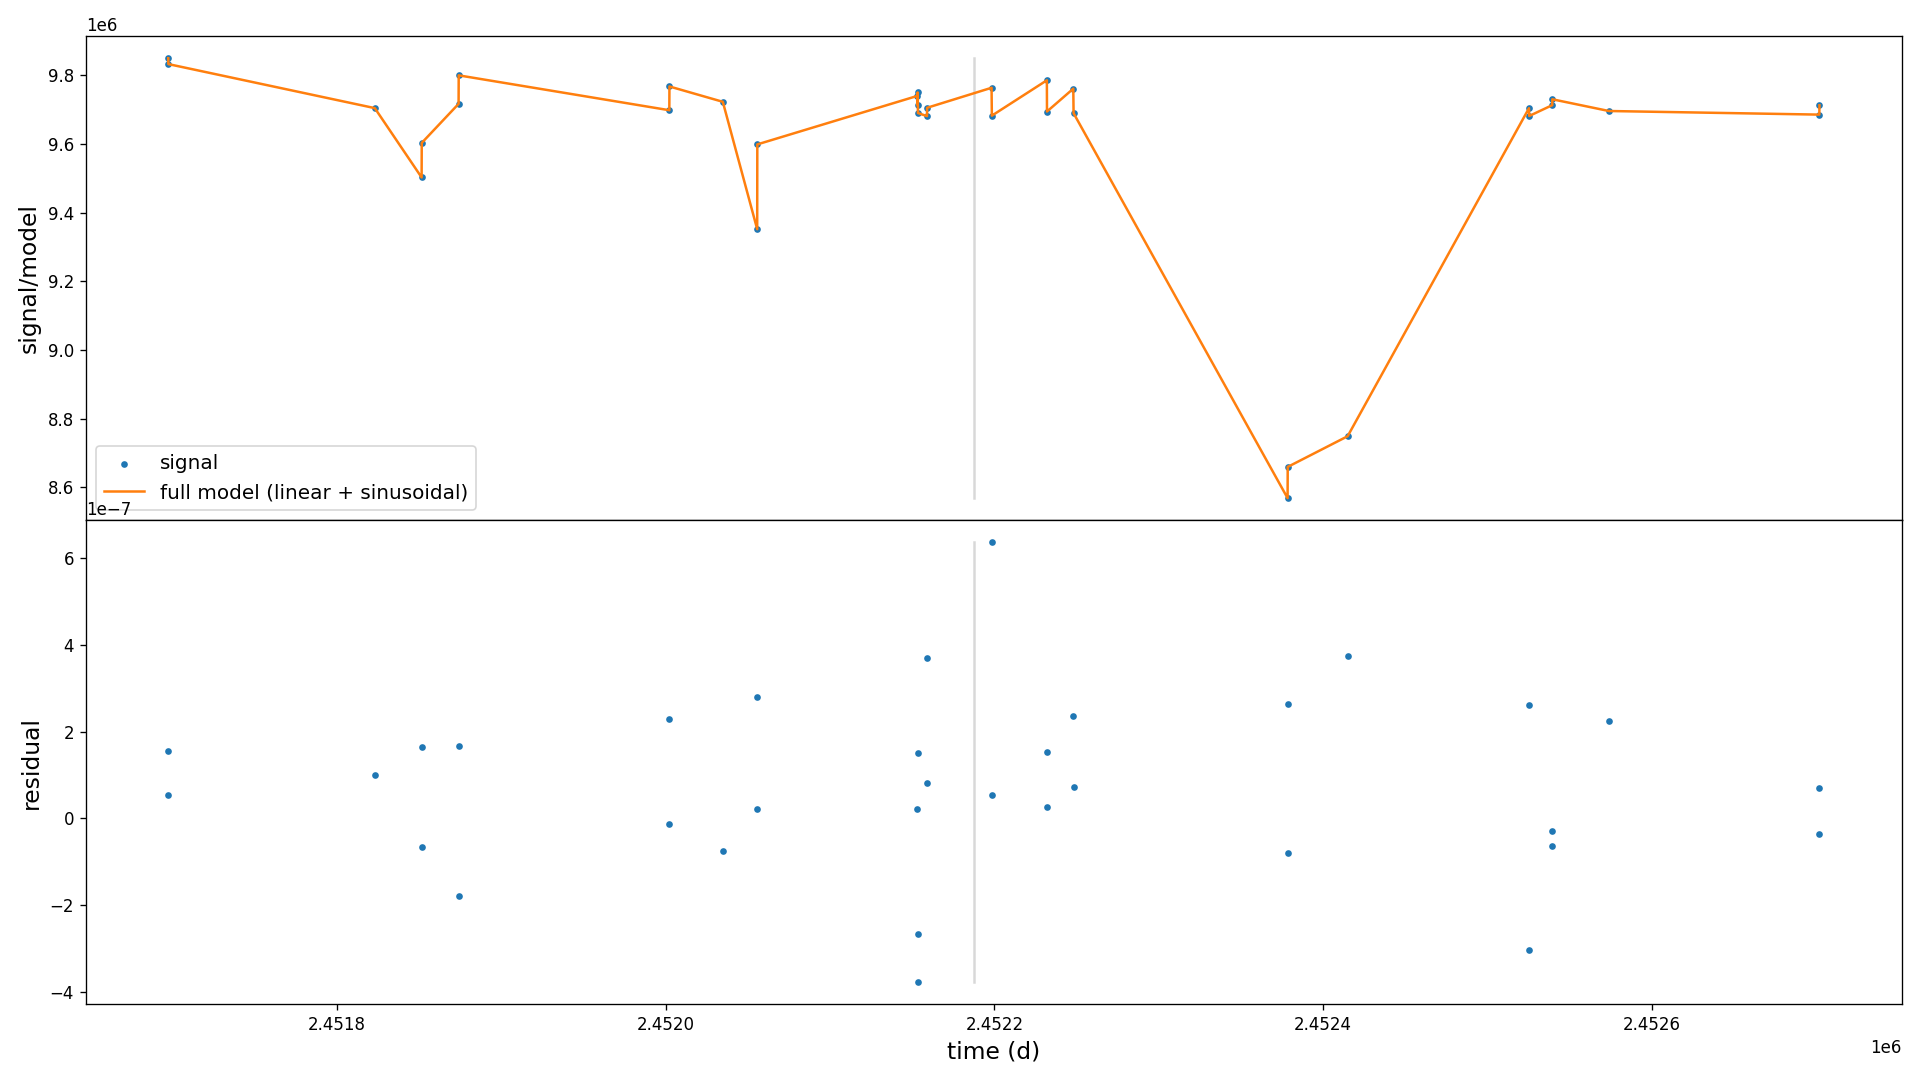 1e6
9.8
9.6
9.4
9.2
9.0
8.8
8.6
signal/model
signal
full model (linear + sinusoidal)
1e−7
6
4
2
0
−2
−4
residual
2.4518 2.4520 2.4522 2.4524 2.4526
1e6
time (d)